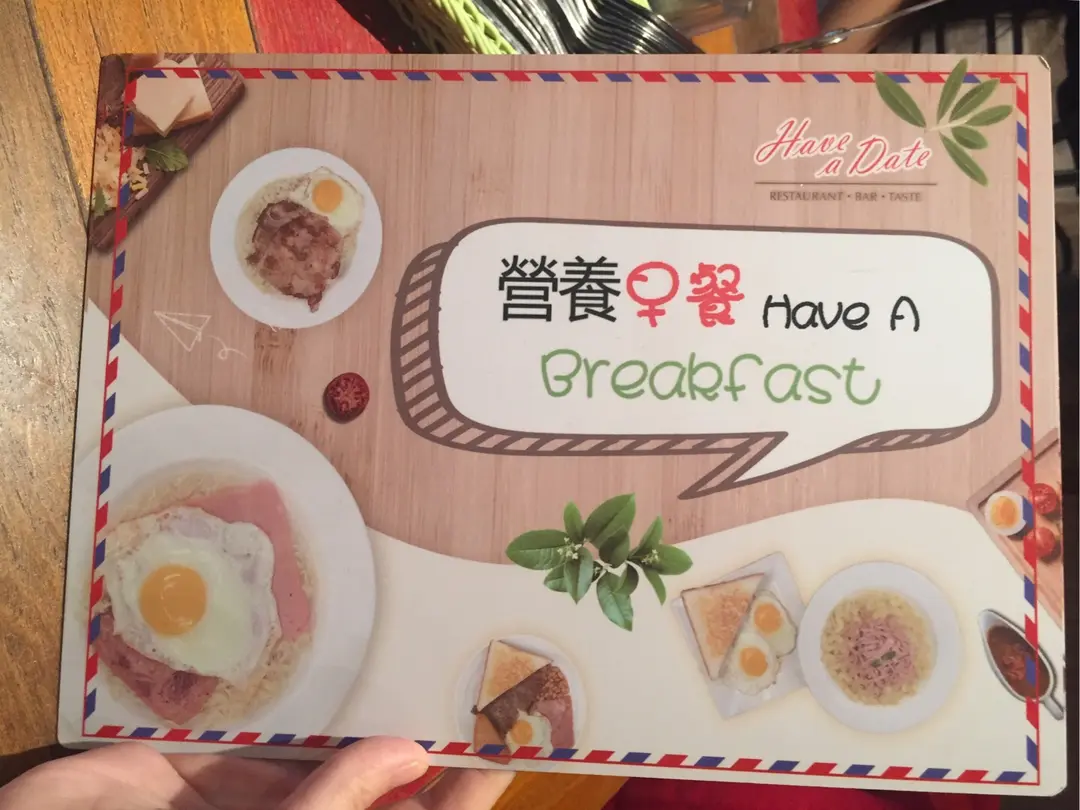 Have
a Date
RESTAURANT • BAR • TASTE
營養早餐 Have A
Breakfast